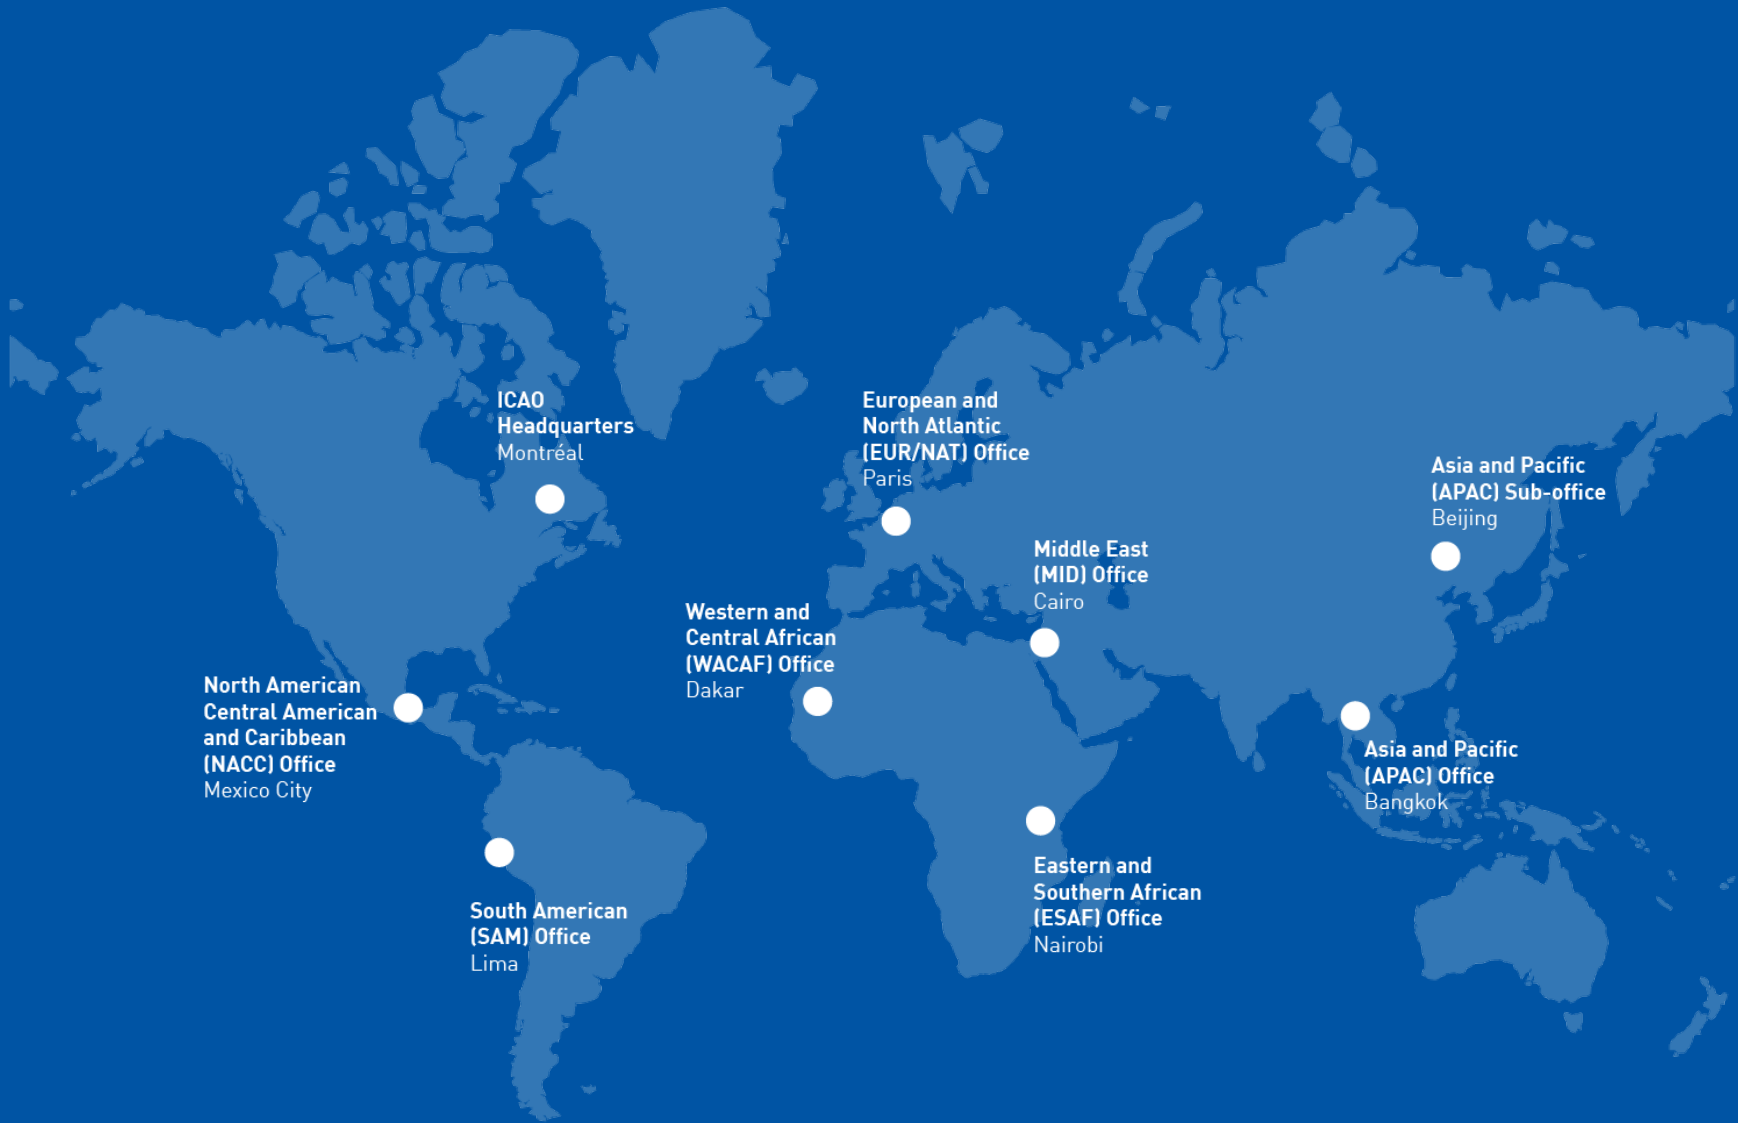 ICAO
Headquarters
Montréal
European and
North Atlantic
(EUR/NAT) Office
Paris
Asia and Pacific
(APAC) Sub-office
Beijing
Middle East
(MID) Office
Cairo
Western and
Central African
(WACAF) Office
Dakar
North American
Central American
and Caribbean
(NACC) Office
Mexico City
Asia and Pacific
(APAC) Office
Bangkok
Eastern and
Southern African
(ESAF) Office
Nairobi
South American
(SAM) Office
Lima